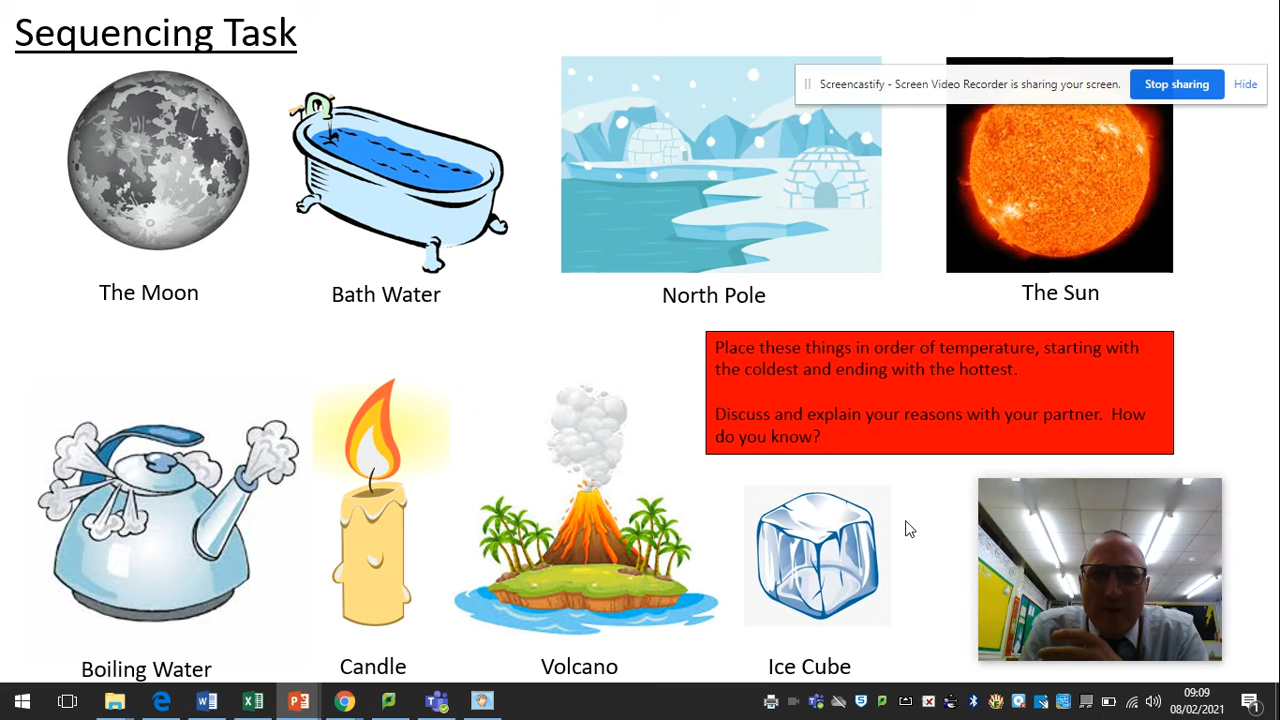 Sequencing Task
Screencastify - Screen Video Recorder is sharing your screen.
Stop sharing
Hide
The Moon
Bath Water
North Pole
The Sun
Place these things in order of temperature, starting with
the coldest and ending with the hottest.
Discuss and explain your reasons with your partner. How
do you know?
Boiling Water
Candle
Volcano
Ice Cube
09:09
08/02/2021